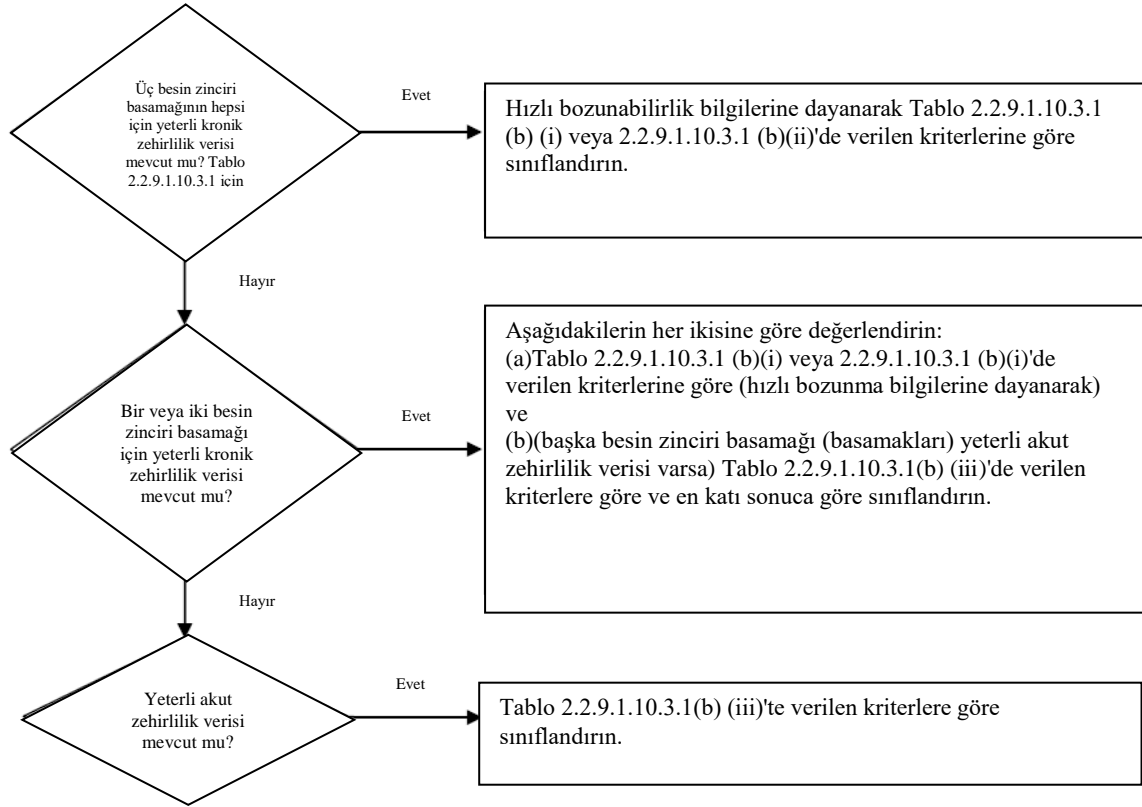 Üç besin zinciri
basamağının hepsi
için yeterli kronik
zehirlilik verisi
mevcut mu? Tablo
2.2.9.1.10.3.1 için
Evet
Hızlı bozunabilirlik bilgilerine dayanarak Tablo 2.2.9.1.10.3.1
(b) (i) veya 2.2.9.1.10.3.1 (b)(ii)'de verilen kriterlerine göre
sınıflandırın.
Hayır
Bir veya iki besin
zinciri basamağı
için yeterli kronik
zehirlilik verisi
mevcut mu?
Evet
Aşağıdakilerin her ikisine göre değerlendirin:
(a)Tablo 2.2.9.1.10.3.1 (b)(i) veya 2.2.9.1.10.3.1 (b)(i)'de
verilen kriterlerine göre (hızlı bozunma bilgilerine dayanarak)
ve
(b)(başka besin zinciri basamağı (basamakları) yeterli akut
zehirlilik verisi varsa) Tablo 2.2.9.1.10.3.1(b) (iii)'de verilen
kriterlere göre ve en katı sonuca göre sınıflandırın.
Hayır
Yeterli akut
zehirlilik verisi
mevcut mu?
Evet
Tablo 2.2.9.1.10.3.1(b) (iii)'te verilen kriterlere göre
sınıflandırın.